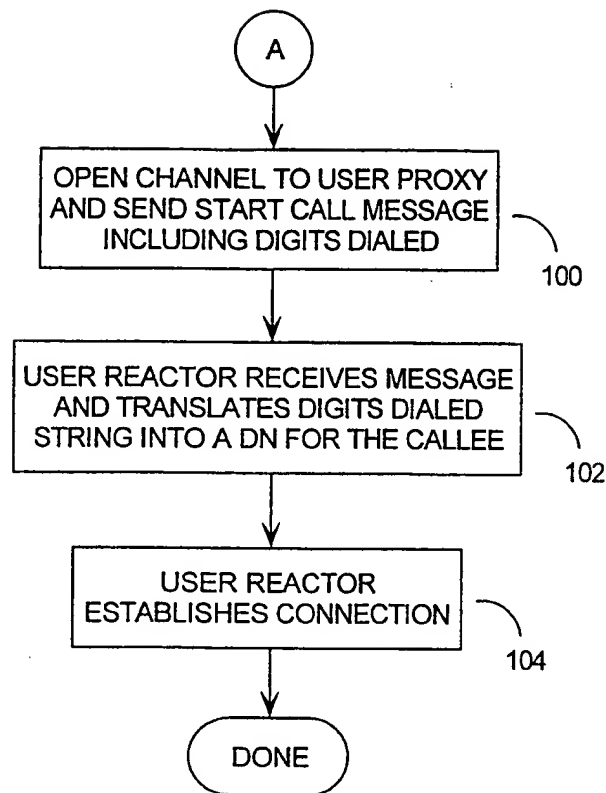 A
OPEN CHANNEL TO USER PROXY
AND SEND START CALL MESSAGE
INCLUDING DIGITS DIALED
100
USER REACTOR RECEIVES MESSAGE
AND TRANSLATES DIGITS DIALED
STRING INTO A DN FOR THE CALLEE
102
USER REACTOR
ESTABLISHES CONNECTION
104
DONE